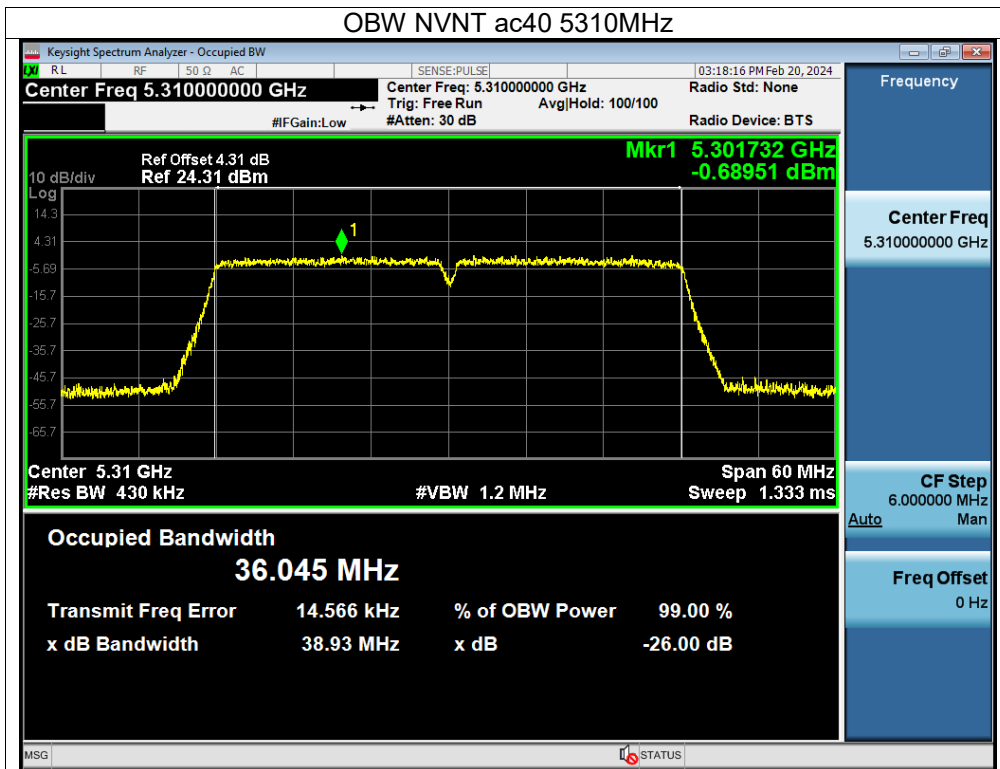 OBW NVNT ac40 5310MHz
Keysight Spectrum Analyzer - Occupied BW
LXI RL RF 50 Ω AC SENSE:PULSE 03:18:16 PM Feb 20, 2024
Center Freq 5.310000000 GHz Center Freq: 5.310000000 GHz Radio Std: None
Trig: Free Run Avg|Hold: 100/100
#IFGain:Low #Atten: 30 dB Radio Device: BTS
Frequency
Mkr1 5.301732 GHz
-0.68951 dBm
Ref Offset 4.31 dB
10 dB/div Ref 24.31 dBm
Log
14.3
4.31
-5.69
-15.7
-25.7
-35.7
-45.7
-55.7
-65.7
1
Center 5.31 GHz Span 60 MHz
#Res BW 430 kHz #VBW 1.2 MHz Sweep 1.333 ms
Center Freq
5.310000000 GHz
CF Step
6.000000 MHz
Auto Man
Freq Offset
0 Hz
Occupied Bandwidth
36.045 MHz
Transmit Freq Error 14.566 kHz % of OBW Power 99.00 %
x dB Bandwidth 38.93 MHz x dB -26.00 dB
MSG STATUS